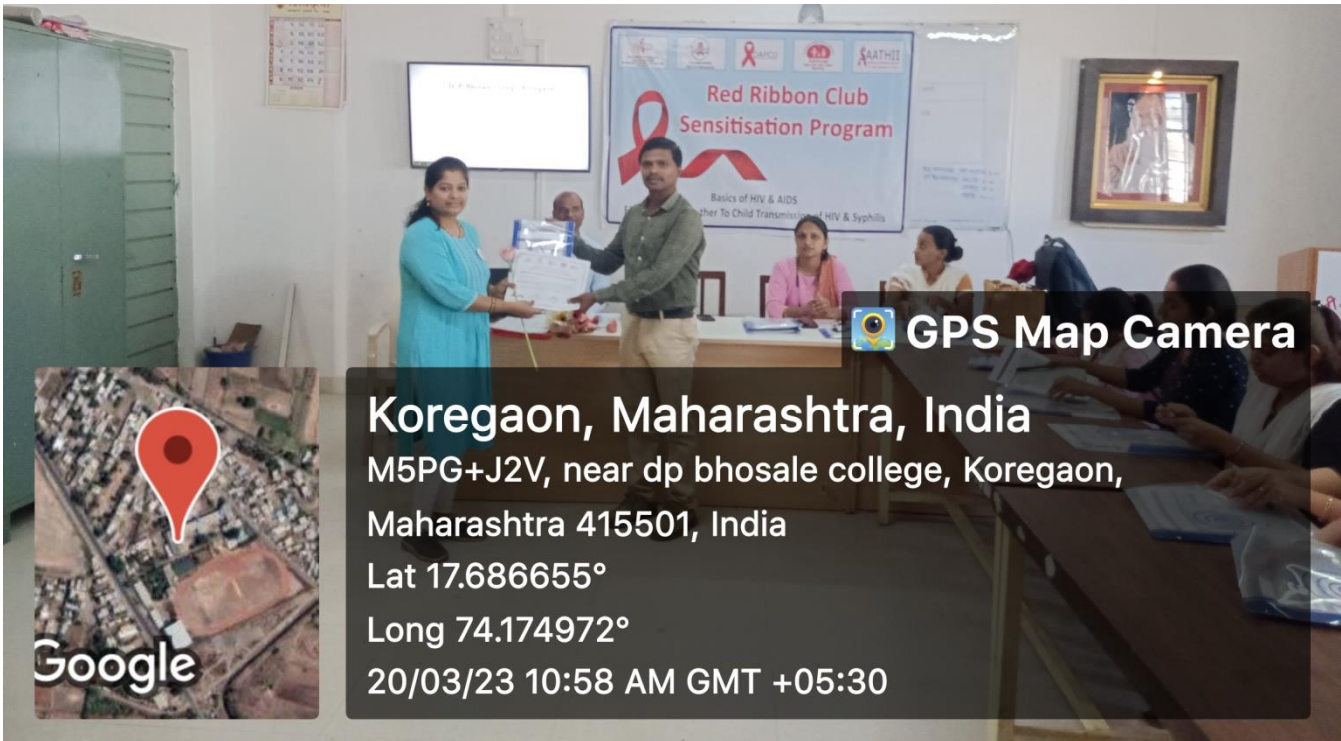 SAATHII
Red Ribbon Club
Sensitisation Program
Basics of HIV & AIDS
ther To Child Transmission of HIV & Syphilis
GPS Map Camera
Koregaon, Maharashtra, India
M5PG+J2V, near dp bhosale college, Koregaon,
Maharashtra 415501, India
Lat 17.686655°
Long 74.174972°
20/03/23 10:58 AM GMT +05:30
Google